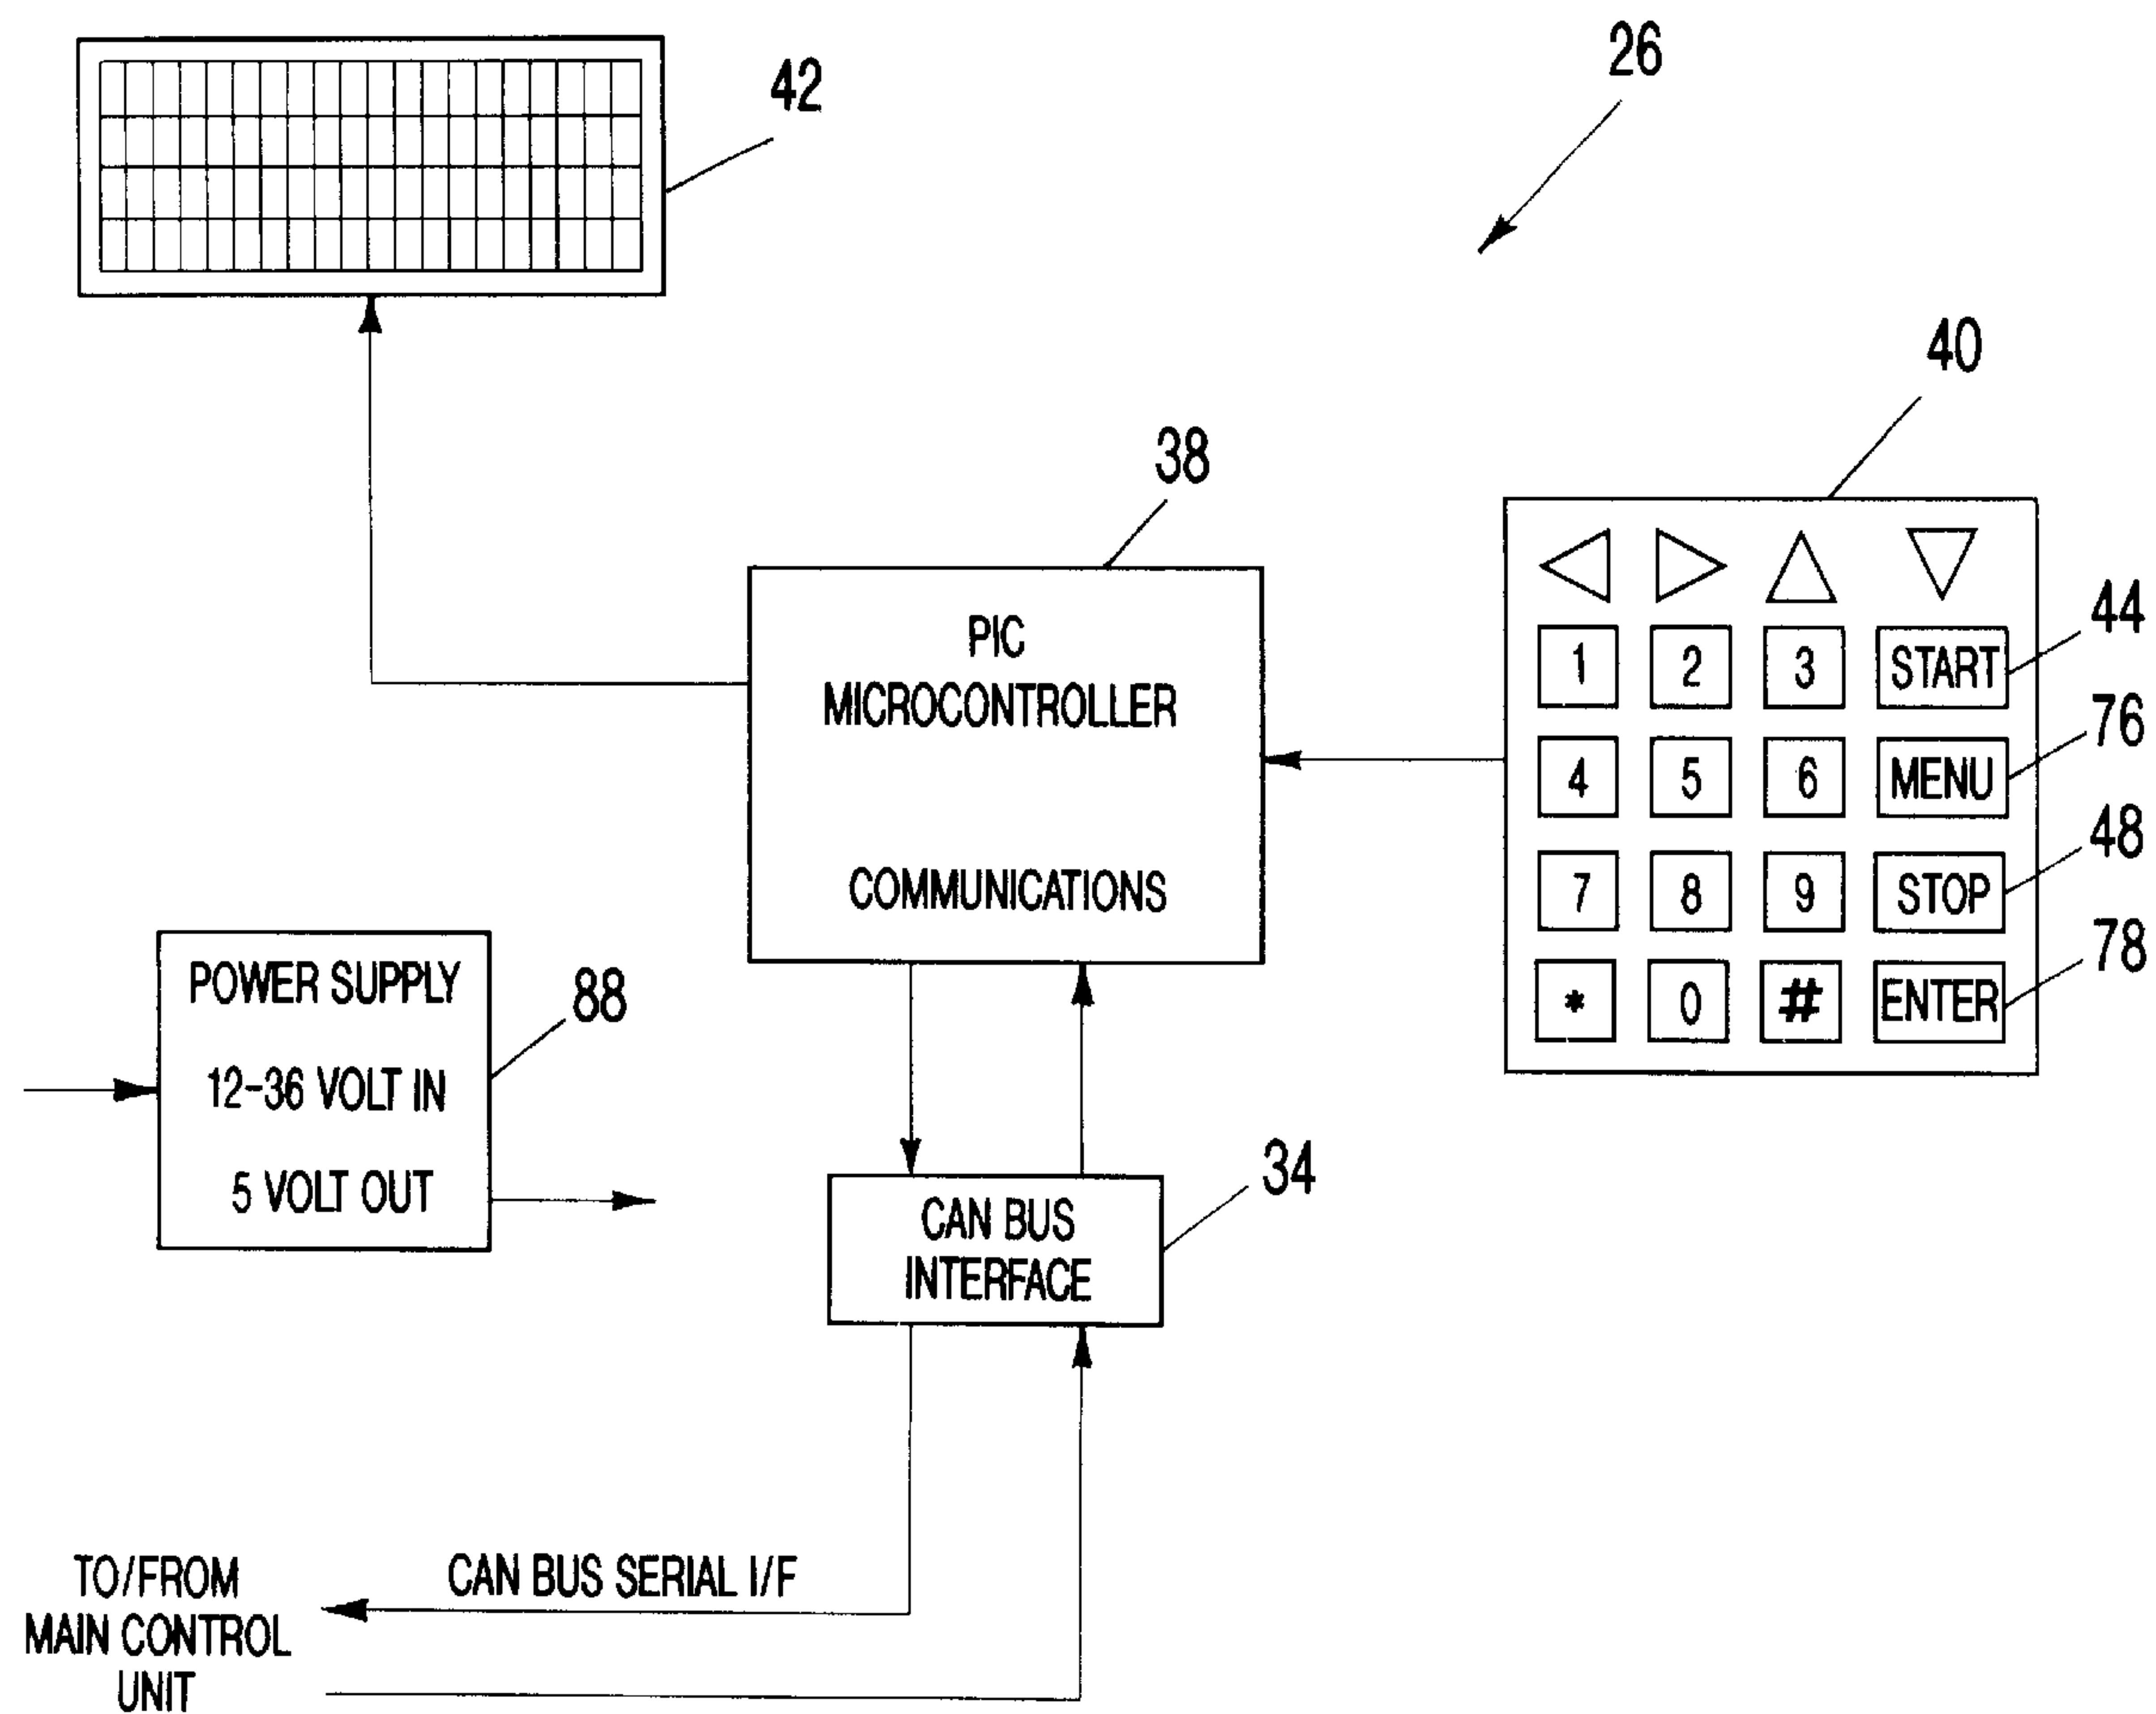 26
42
40
38
PIC
MICROCONTROLLER
COMMUNICATIONS
1 2 3 START
44
4 5 6 MENU
76
7 8 9 STOP
48
* 0 # ENTER
78
POWER SUPPLY
12-36 VOLT IN
5 VOLT OUT
88
CAN BUS
INTERFACE
34
CAN BUS SERIAL I/F
TO/FROM
MAIN CONTROL
UNIT